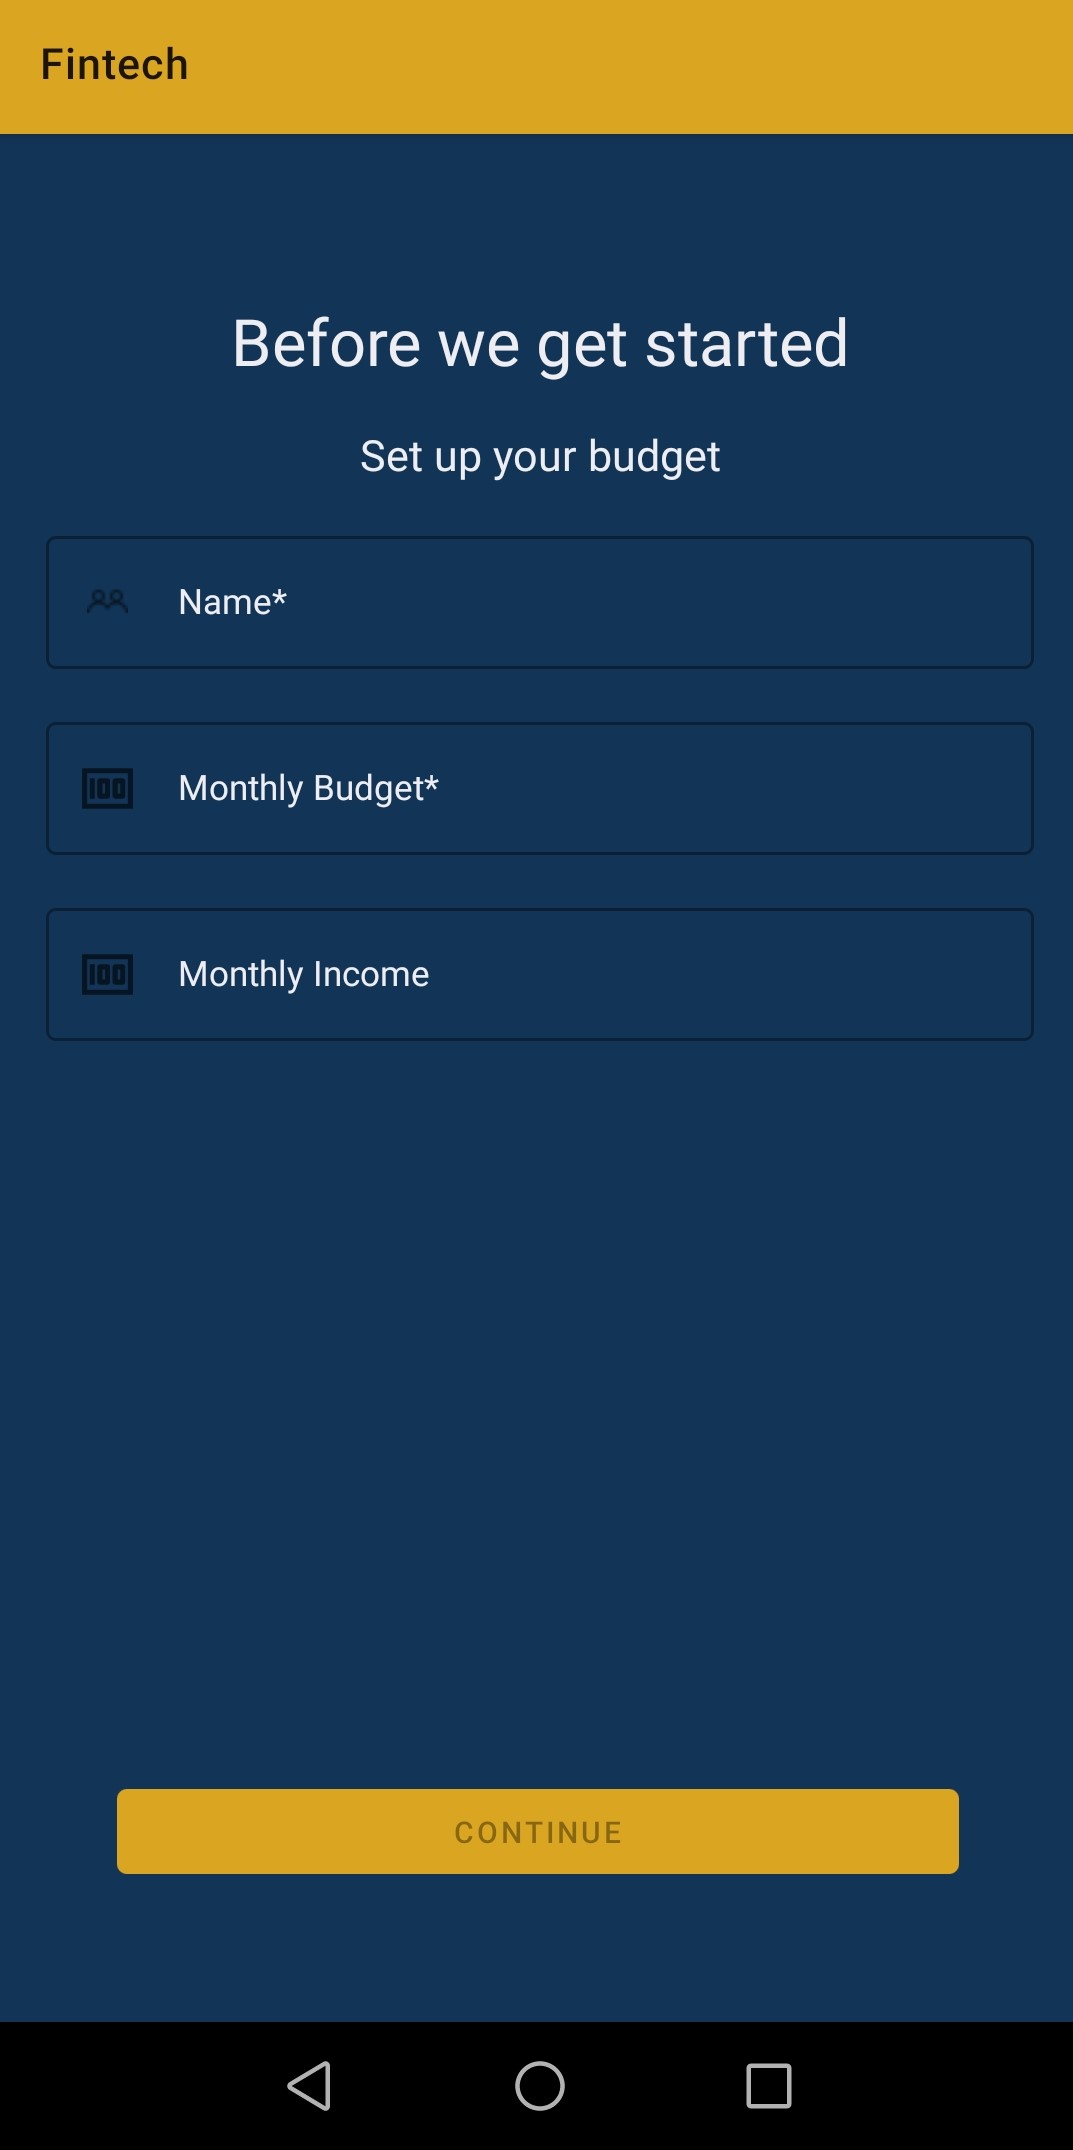 Fintech
Before we get started
Set up your budget
Name*
100
Monthly Budget*
100
Monthly Income
CONTINUE